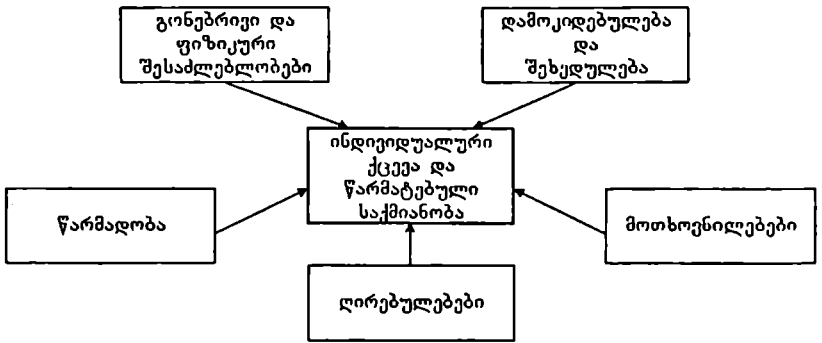 გონებრივი და
ფიზიკური
შესაძლებლობები
დამოკიდებულება
და
შეხედულება
ინდივიდუალური
ქცევა და
წარმატებული
საქმიანობა
წარმადობა
მოთხოვნილებები
ღირებულებები